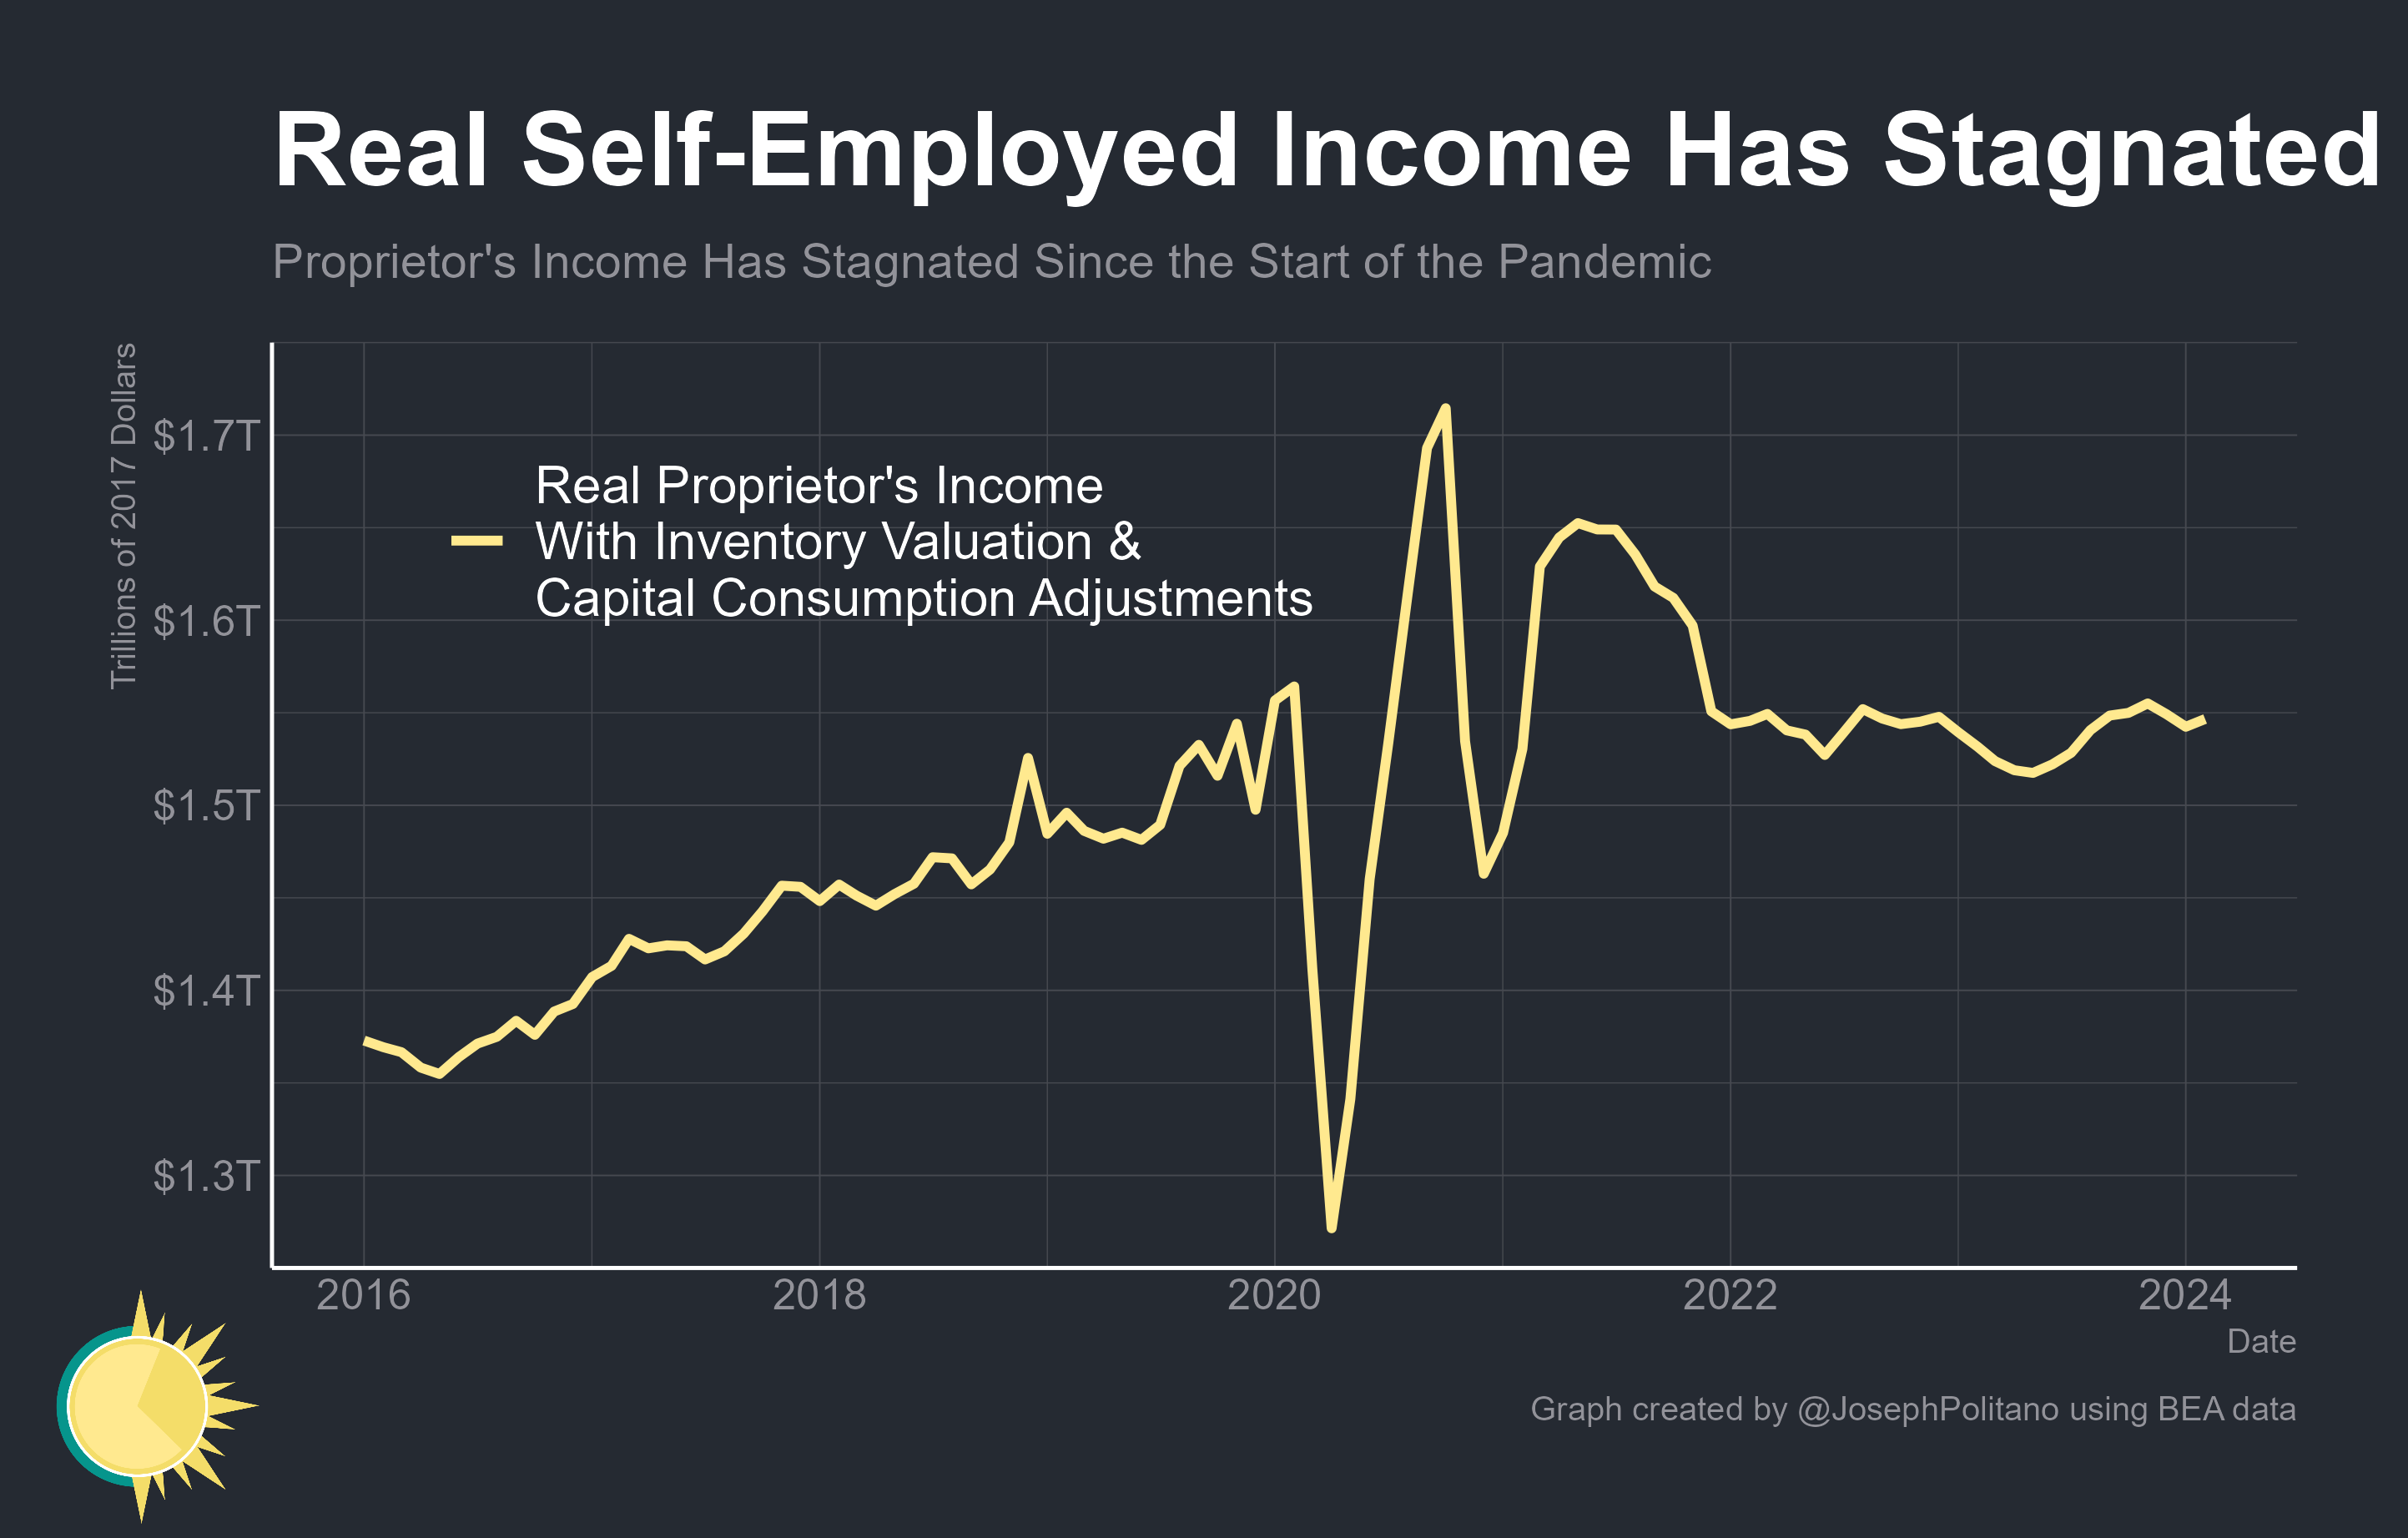 Real Self-Employed Income Has Stagnated
Proprietor's Income Has Stagnated Since the Start of the Pandemic
Trillions of 2017 Dollars
$1.7T
$1.6T
$1.5T
$1.4T
$1.3T
Real Proprietor's Income
With Inventory Valuation &
Capital Consumption Adjustments
2016
2018
2020
2022
2024
Date
Graph created by @JosephPolitano using BEA data